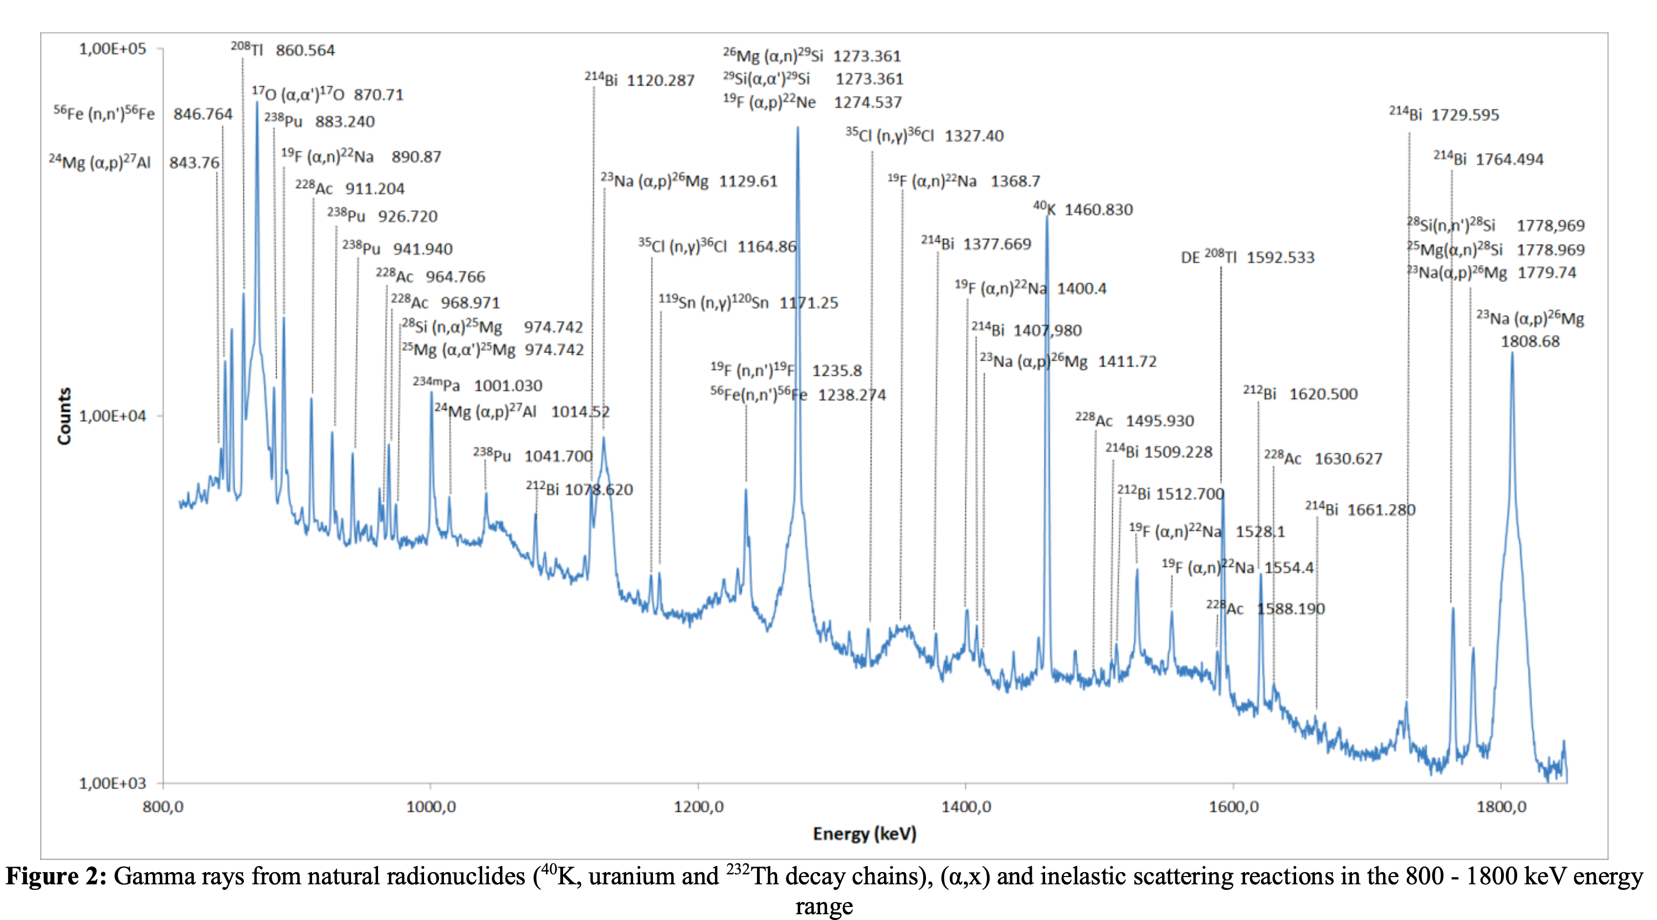 1,00E+05
²⁰⁸Tl 860.564
²⁶Mg (α,n)²⁹Si 1273.361
²⁹Si(α,α')²⁹Si 1273.361
¹⁹F (α,p)²²Ne 1274.537
²¹⁴Bi 1120.287
¹⁷O (α,α')¹⁷O 870.71
⁵⁶Fe (n,n')⁵⁶Fe 846.764
²³⁸Pu 883.240
²⁴Mg (α,p)²⁷Al 843.76
¹⁹F (α,n)²²Na 890.87
²²⁸Ac 911.204
²³⁸Pu 926.720
²³⁸Pu 941.940
²²⁸Ac 964.766
²²⁸Ac 968.971
²⁸Si (n,α)²⁵Mg 974.742
²⁵Mg (α,α')²⁵Mg 974.742
²³⁴ᵐPa 1001.030
²⁴Mg (α,p)²⁷Al 1014.52
²³⁸Pu 1041.700
²¹²Bi 1078.620
²³Na (α,p)²⁶Mg 1129.61
³⁵Cl (n,γ)³⁶Cl 1164.86
¹¹⁹Sn (n,γ)¹²⁰Sn 1171.25
¹⁹F (n,n')¹⁹F 1235.8
⁵⁶Fe(n,n')⁵⁶Fe 1238.274
³⁵Cl (n,γ)³⁶Cl 1327.40
¹⁹F (α,n)²²Na 1368.7
⁴⁰K 1460.830
²¹⁴Bi 1377.669
¹⁹F (α,n)²²Na 1400.4
²¹⁴Bi 1407,980
²³Na (α,p)²⁶Mg 1411.72
DE ²⁰⁸Tl 1592.533
²²⁸Ac 1495.930
²¹⁴Bi 1509.228
²¹²Bi 1512.700
¹⁹F (α,n)²²Na 1528.1
¹⁹F (α,n)²²Na 1554.4
²²⁸Ac 1588.190
²¹²Bi 1620.500
²²⁸Ac 1630.627
²¹⁴Bi 1661.280
²¹⁴Bi 1729.595
²¹⁴Bi 1764.494
²⁸Si(n,n')²⁸Si 1778,969
²⁵Mg(α,n)²⁸Si 1778.969
²³Na(α,p)²⁶Mg 1779.74
²³Na (α,p)²⁶Mg
1808.68
Counts
1,00E+04
1,00E+03
800,0 1000,0 1200,0 1400,0 1600,0 1800,0
Energy (keV)
Figure 2: Gamma rays from natural radionuclides (⁴⁰K, uranium and ²³²Th decay chains), (α,x) and inelastic scattering reactions in the 800 - 1800 keV energy
range